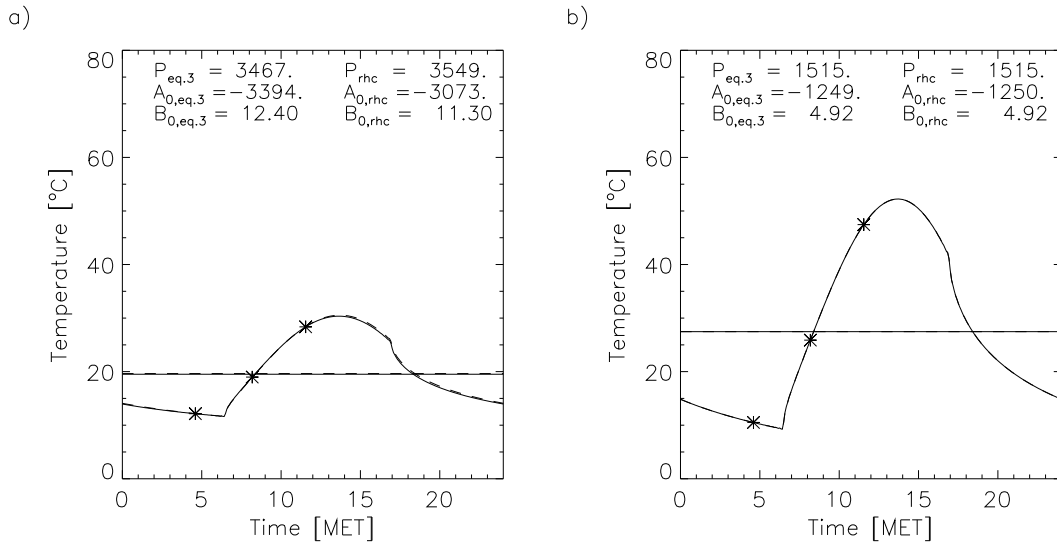 a)
P_eq.3 = 3467. P_rhc = 3549.
A_0,eq.3 =−3394. A_0,rhc =−3073.
B_0,eq.3 = 12.40 B_0,rhc = 11.30
80
60
40
20
0
Temperature [°C]
0 5 10 15 20
Time [MET]
b)
P_eq.3 = 1515. P_rhc = 1515.
A_0,eq.3 =−1249. A_0,rhc =−1250.
B_0,eq.3 = 4.92 B_0,rhc = 4.92
80
60
40
20
0
Temperature [°C]
0 5 10 15 20
Time [MET]